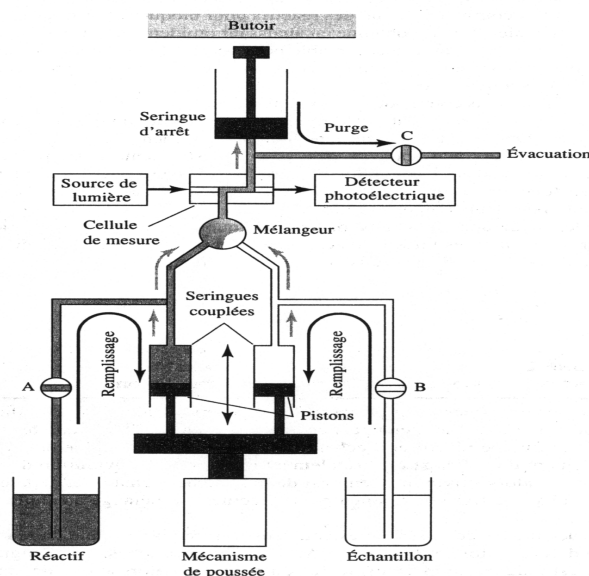 Butoir
Seringue
d'arrêt
Purge
C
Évacuation
Source de
lumière
Détecteur
photoélectrique
Cellule
de mesure
Mélangeur
Seringues
couplées
Remplissage
Remplissage
A
B
Pistons
Réactif
Mécanisme
de poussée
Échantillon